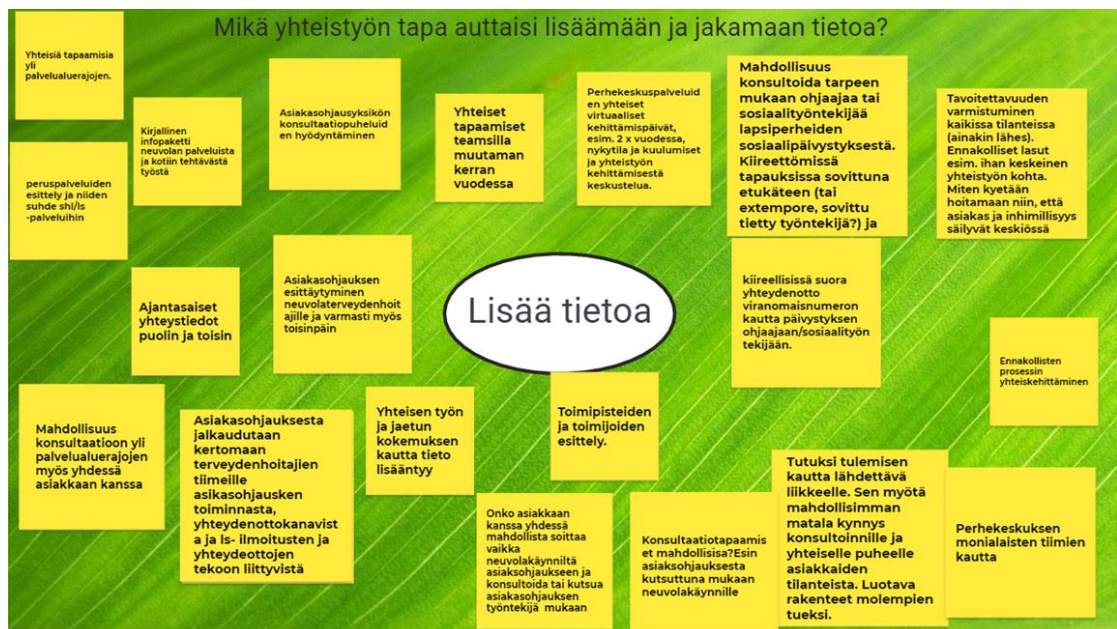 Mikä yhteistyön tapa auttaisi lisäämään ja jakamaan tietoa?
Yhteisiä tapaamisia
yli
palvelualuerajojen.
Kirjallinen
infopaketti
neuvolan palveluista
ja kotiin tehtävästä
työstä
Asiakasohjausyksikön
konsultaatiopuheluid
en hyödyntäminen
Yhteiset
tapaamiset
teamsilla
muutaman
kerran
vuodessa
Perhekeskuspalveluid
en yhteiset
virtuaaliset
kehittämispäivät,
esim. 2 x vuodessa,
nykytila ja kuulumiset
ja yhteistyön
kehittämisestä
keskustelua.
Mahdollisuus
konsultoida tarpeen
mukaan ohjaajaa tai
sosiaalityöntekijää
lapsiperheiden
sosiaalipäivystyksestä.
Kiireettömissä
tapauksissa sovittuna
etukäteen (tai
extempore, sovittu
tietty työntekijä?) ja
Tavoitettavuuden
varmistuminen
kaikissa tilanteissa
(ainakin lähes).
Ennakolliset lasut
esim. ihan keskeinen
yhteistyön kohta.
Miten kyetään
hoitamaan niin, että
asiakas ja inhimillisyys
säilyvät keskiössä
peruspalveluiden
esittely ja niiden
suhde shl/ls
-palveluihin
Ajantasaiset
yhteystiedot
puolin ja toisin
Asiakasohjauksen
esittäytyminen
neuvolaterveydenhoit
ajille ja varmasti myös
toisinpäin
Lisää tietoa
kiireellisissä suora
yhteydenotto
viranomaisnumeron
kautta päivystyksen
ohjaajaan/sosiaalityön
tekijään.
Ennakollisten
prosessin
yhteiskehittäminen
Mahdollisuus
konsultaatioon yli
palvelualuerajojen
myös yhdessä
asiakkaan kanssa
Asiakasohjauksesta
jalkaudutaan
kertomaan
terveydenhoitajien
tiimeille
asikasohjausken
toiminnasta,
yhteydenottokanavist
a ja ls- ilmoitusten ja
yhteydeottojen
tekoon liittyvistä
Yhteisen työn
ja jaetun
kokemuksen
kautta tieto
lisääntyy
Toimipisteiden
ja toimijoiden
esittely.
Onko asiakkaan
kanssa yhdessä
mahdollista soittaa
vaikka
neuvolakäynniltä
asiaksohjaukseen ja
konsultoida tai kutsua
asiakasohjauksen
työntekijä mukaan
Konsultaatiotapaamis
et mahdollisisa?Esin
asiaksohjauksesta
kutsuttuna mukaan
neuvolakäynnille
Tutuksi tulemisen
kautta lähdettävä
liikkeelle. Sen myötä
mahdollisimman
matala kynnys
konsultoinnille ja
yhteiselle puheelle
asiakkaiden
tilanteista. Luotava
rakenteet molempien
tueksi.
Perhekeskuksen
monialaisten tiimien
kautta